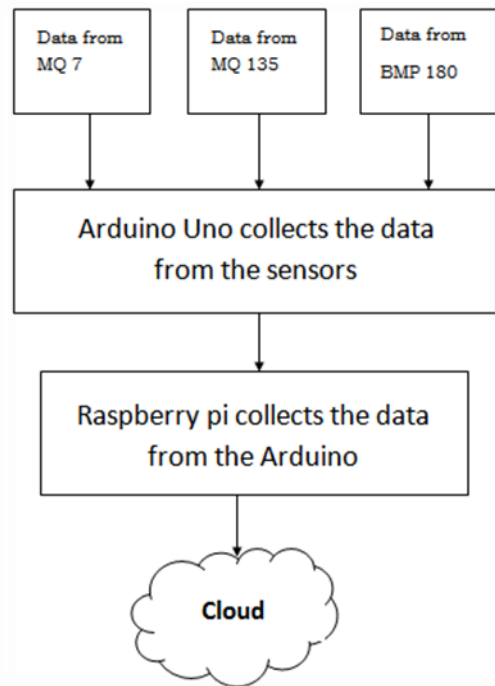 Data from
MQ 7
Data from
MQ 135
Data from
BMP 180
Arduino Uno collects the data
from the sensors
Raspberry pi collects the data
from the Arduino
Cloud